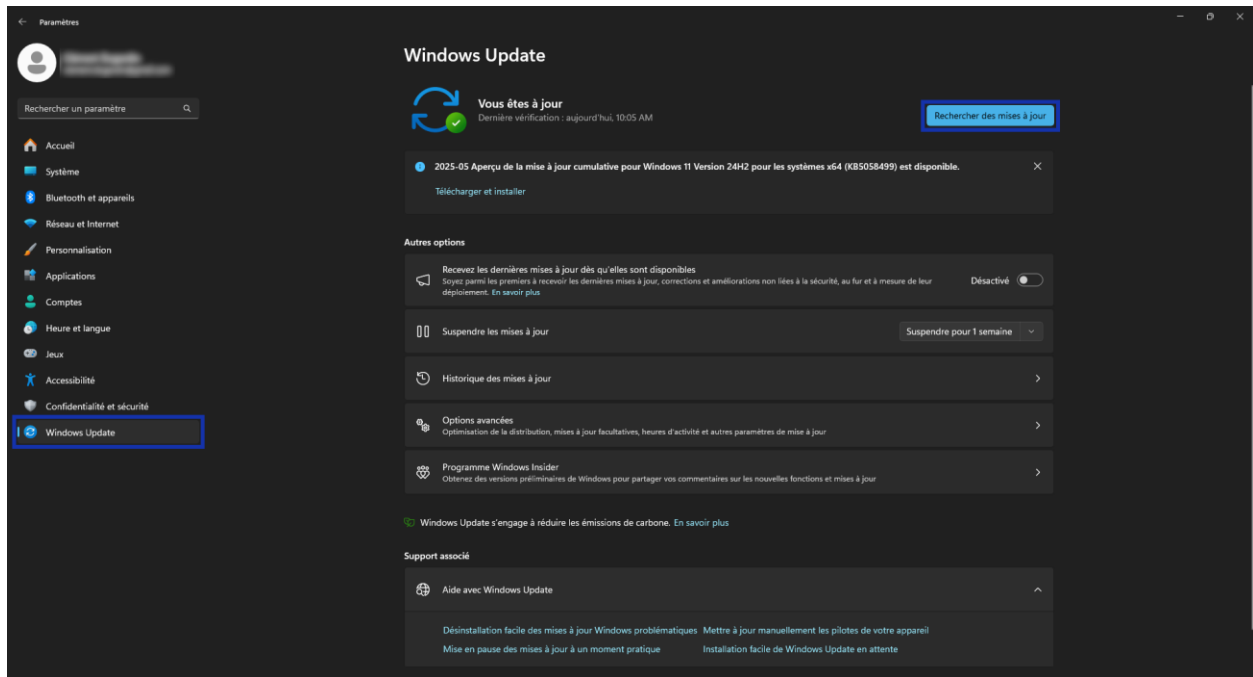 Paramètres
Rechercher un paramètre
Accueil
Système
Bluetooth et appareils
Réseau et Internet
Personnalisation
Applications
Comptes
Heure et langue
Jeux
Accessibilité
Confidentialité et sécurité
Windows Update
Windows Update
Vous êtes à jour
Dernière vérification : aujourd'hui, 10:05 AM
Rechercher des mises à jour
2025-05 Aperçu de la mise à jour cumulative pour Windows 11 Version 24H2 pour les systèmes x64 (KB5058499) est disponible.
Télécharger et installer
Autres options
Recevez les dernières mises à jour dès qu'elles sont disponibles
Soyez parmi les premiers à recevoir les dernières mises à jour, corrections et améliorations non liées à la sécurité, au fur et à mesure de leur
déploiement. En savoir plus
Désactivé
Suspendre les mises à jour
Suspendre pour 1 semaine
Historique des mises à jour
Options avancées
Optimisation de la distribution, mises à jour facultatives, heures d'activité et autres paramètres de mise à jour
Programme Windows Insider
Obtenez des versions préliminaires de Windows pour partager vos commentaires sur les nouvelles fonctions et mises à jour
Windows Update s'engage à réduire les émissions de carbone. En savoir plus
Support associé
Aide avec Windows Update
Désinstallation facile des mises à jour Windows problématiques Mettre à jour manuellement les pilotes de votre appareil
Mise en pause des mises à jour à un moment pratique Installation facile de Windows Update en attente